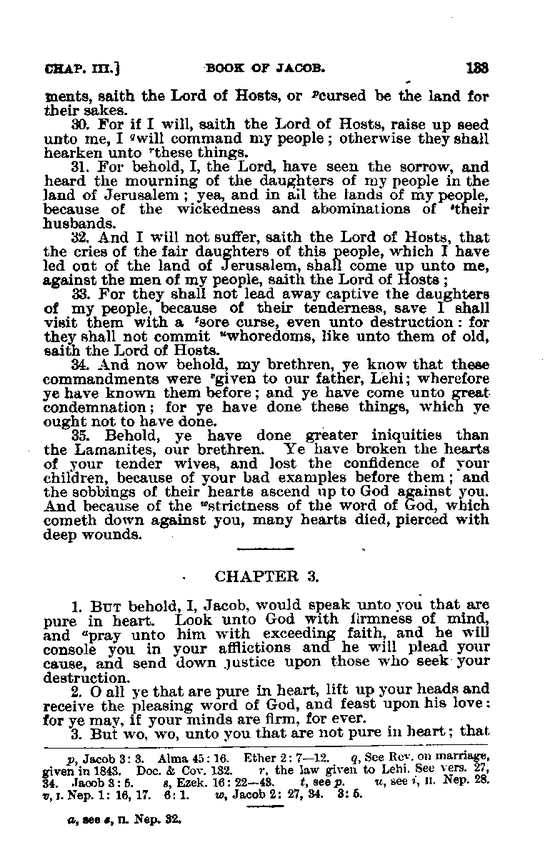 CHAP. III.] BOOK OF JACOB. 133
ments, saith the Lord of Hosts, or pcursed be the land for
their sakes.
30. For if I will, saith the Lord of Hosts, raise up seed
unto me, I qwill command my people; otherwise they shall
hearken unto rthese things.
31. For behold, I, the Lord, have seen the sorrow, and
heard the mourning of the daughters of my people in the
land of Jerusalem; yea, and in all the lands of my people,
because of the wickedness and abominations of stheir
husbands.
32. And I will not suffer, saith the Lord of Hosts, that
the cries of the fair daughters of this people, which I have
led out of the land of Jerusalem, shall come up unto me,
against the men of my people, saith the Lord of Hosts;
33. For they shall not lead away captive the daughters
of my people, because of their tenderness, save I shall
visit them with a tsore curse, even unto destruction: for
they shall not commit uwhoredoms, like unto them of old,
saith the Lord of Hosts.
34. And now behold, my brethren, ye know that these
commandments were vgiven to our father, Lehi; wherefore
ye have known them before; and ye have come unto great
condemnation; for ye have done these things, which ye
ought not to have done.
35. Behold, ye have done greater iniquities than
the Lamanites, our brethren. Ye have broken the hearts
of your tender wives, and lost the confidence of your
children, because of your bad examples before them; and
the sobbings of their hearts ascend up to God against you.
And because of the wstrictness of the word of God, which
cometh down against you, many hearts died, pierced with
deep wounds.
CHAPTER 3.
1. BUT behold, I, Jacob, would speak unto you that are
pure in heart. Look unto God with firmness of mind,
and apray unto him with exceeding faith, and he will
console you in your afflictions and he will plead your
cause, and send down justice upon those who seek your
destruction.
2. O all ye that are pure in heart, lift up your heads and
receive the pleasing word of God, and feast upon his love:
for ye may, if your minds are firm, for ever.
3. But wo, wo, unto you that are not pure in heart; that
p, Jacob 3: 3. Alma 45: 16. Ether 2: 7—12. q, See Rev. on marriage,
given in 1843. Doc. & Cov. 132. r, the law given to Lehi. See vers. 27,
34. Jacob 3: 5. s, Ezek. 16: 22—43. t, see p. u, see i, II. Nep. 28.
v, I. Nep. 1: 16, 17. 6: 1. w, Jacob 2: 27, 34. 3: 5.
a, see s, II. Nep. 32.